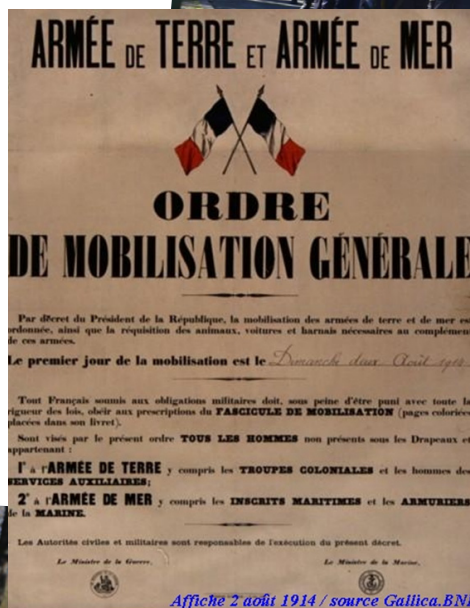 ARMÉE DE TERRE ET ARMÉE DE MER
ORDRE
DE MOBILISATION GÉNÉRALE
Par décret du Président de la République, la mobilisation des armées de terre et de mer est
ordonnée, ainsi que la réquisition des animaux, voitures et harnais nécessaires au complément
de ces armées.
Le premier jour de la mobilisation est le Dimanche deux Août 1914
Tout Français soumis aux obligations militaires doit, sous peine d'être puni avec toute la
rigueur des lois, obéir aux prescriptions du FASCICULE DE MOBILISATION (pages coloriées
placées dans son livret).
Sont visés par le présent ordre TOUS LES HOMMES non présents sous les Drapeaux et
appartenant :
1° à l'ARMÉE DE TERRE y compris les TROUPES COLONIALES et les hommes des
SERVICES AUXILIAIRES;
2° à l'ARMÉE DE MER y compris les INSCRITS MARITIMES et les ARMURIERS
de la MARINE.
Les Autorités civiles et militaires sont responsables de l'exécution du présent décret.
Le Ministre de la Guerre, Le Ministre de la Marine,
Affiche 2 août 1914 / source Gallica.BN